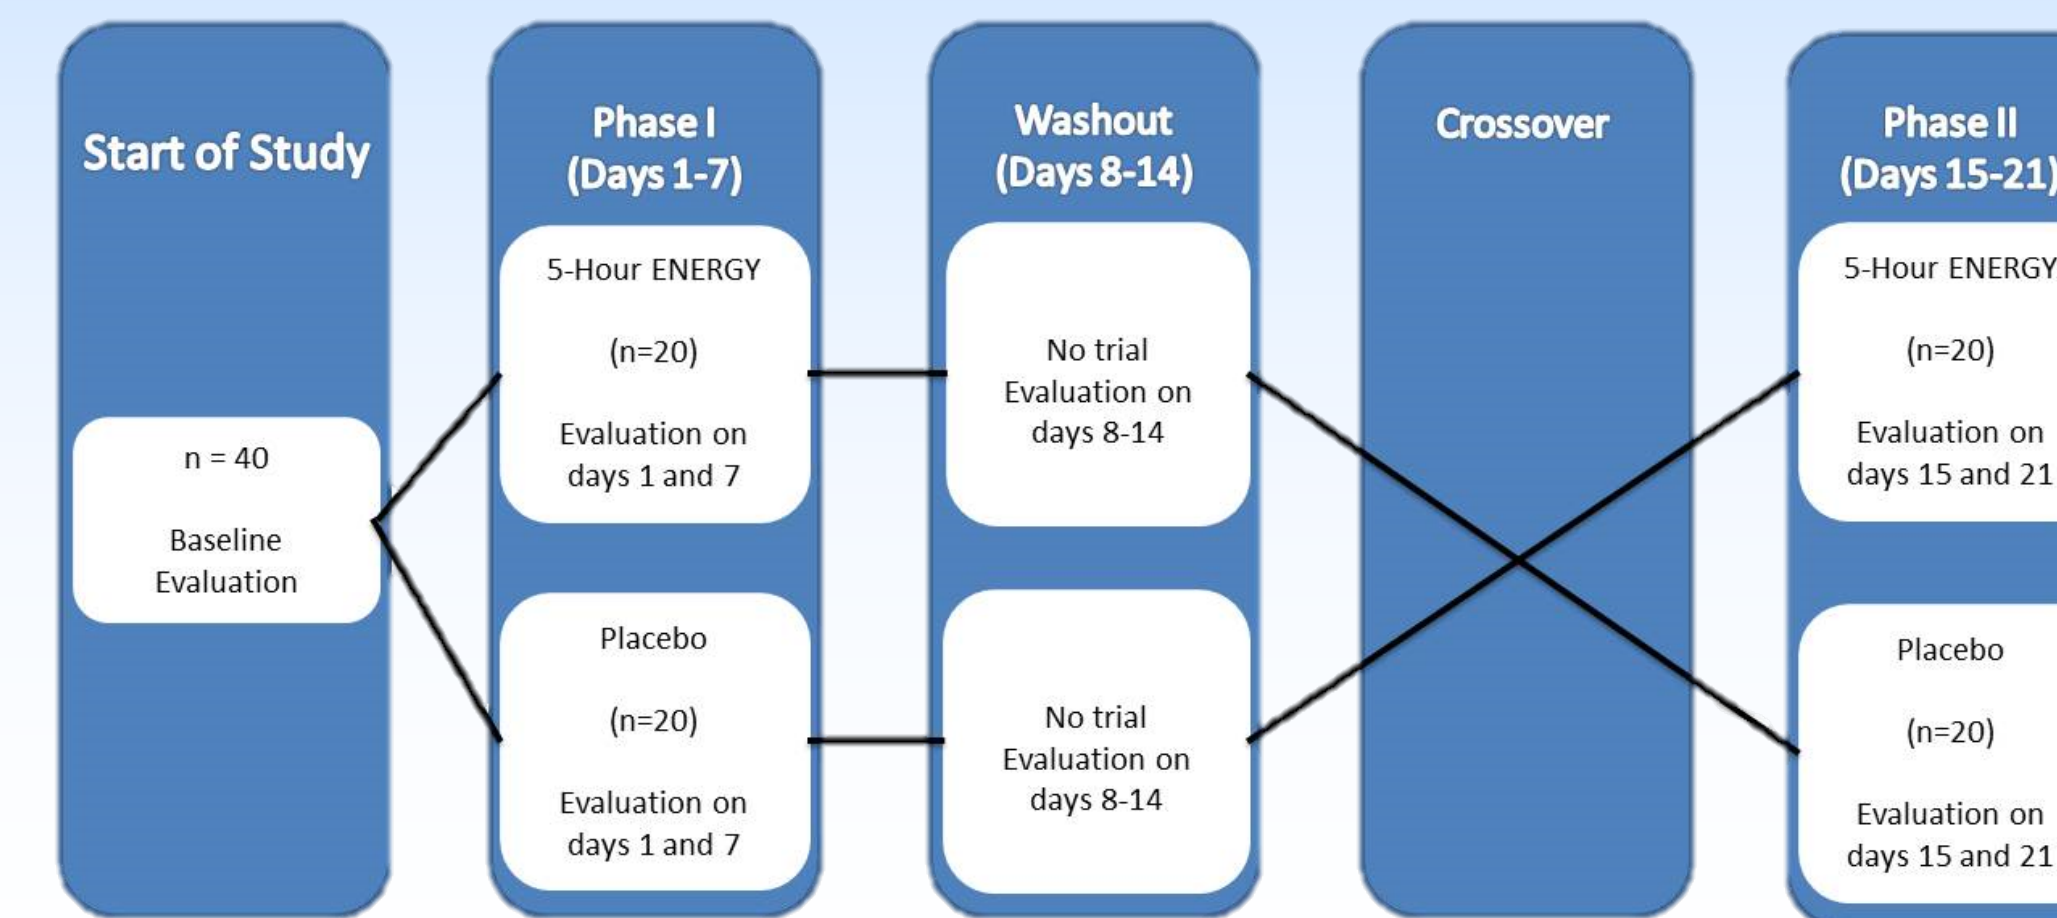 Start of Study
n = 40
Baseline
Evaluation
Phase I
(Days 1-7)
5-Hour ENERGY
(n=20)
Evaluation on
days 1 and 7
Placebo
(n=20)
Evaluation on
days 1 and 7
Washout
(Days 8-14)
No trial
Evaluation on
days 8-14
No trial
Evaluation on
days 8-14
Crossover
Phase II
(Days 15-21)
5-Hour ENERGY
(n=20)
Evaluation on
days 15 and 21
Placebo
(n=20)
Evaluation on
days 15 and 21